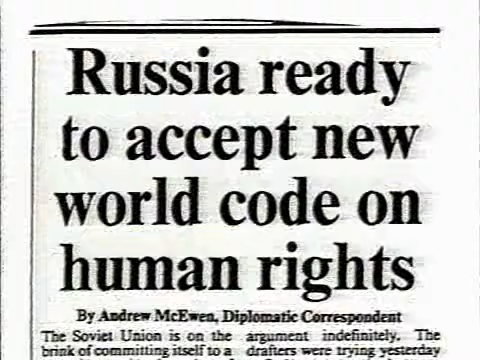 Russia ready
to accept new
world code on
human rights
By Andrew McEwen, Diplomatic Correspondent
The Soviet Union is on the
brink of committing itself to a
argument indefinitely. The
drafters were trying yesterday